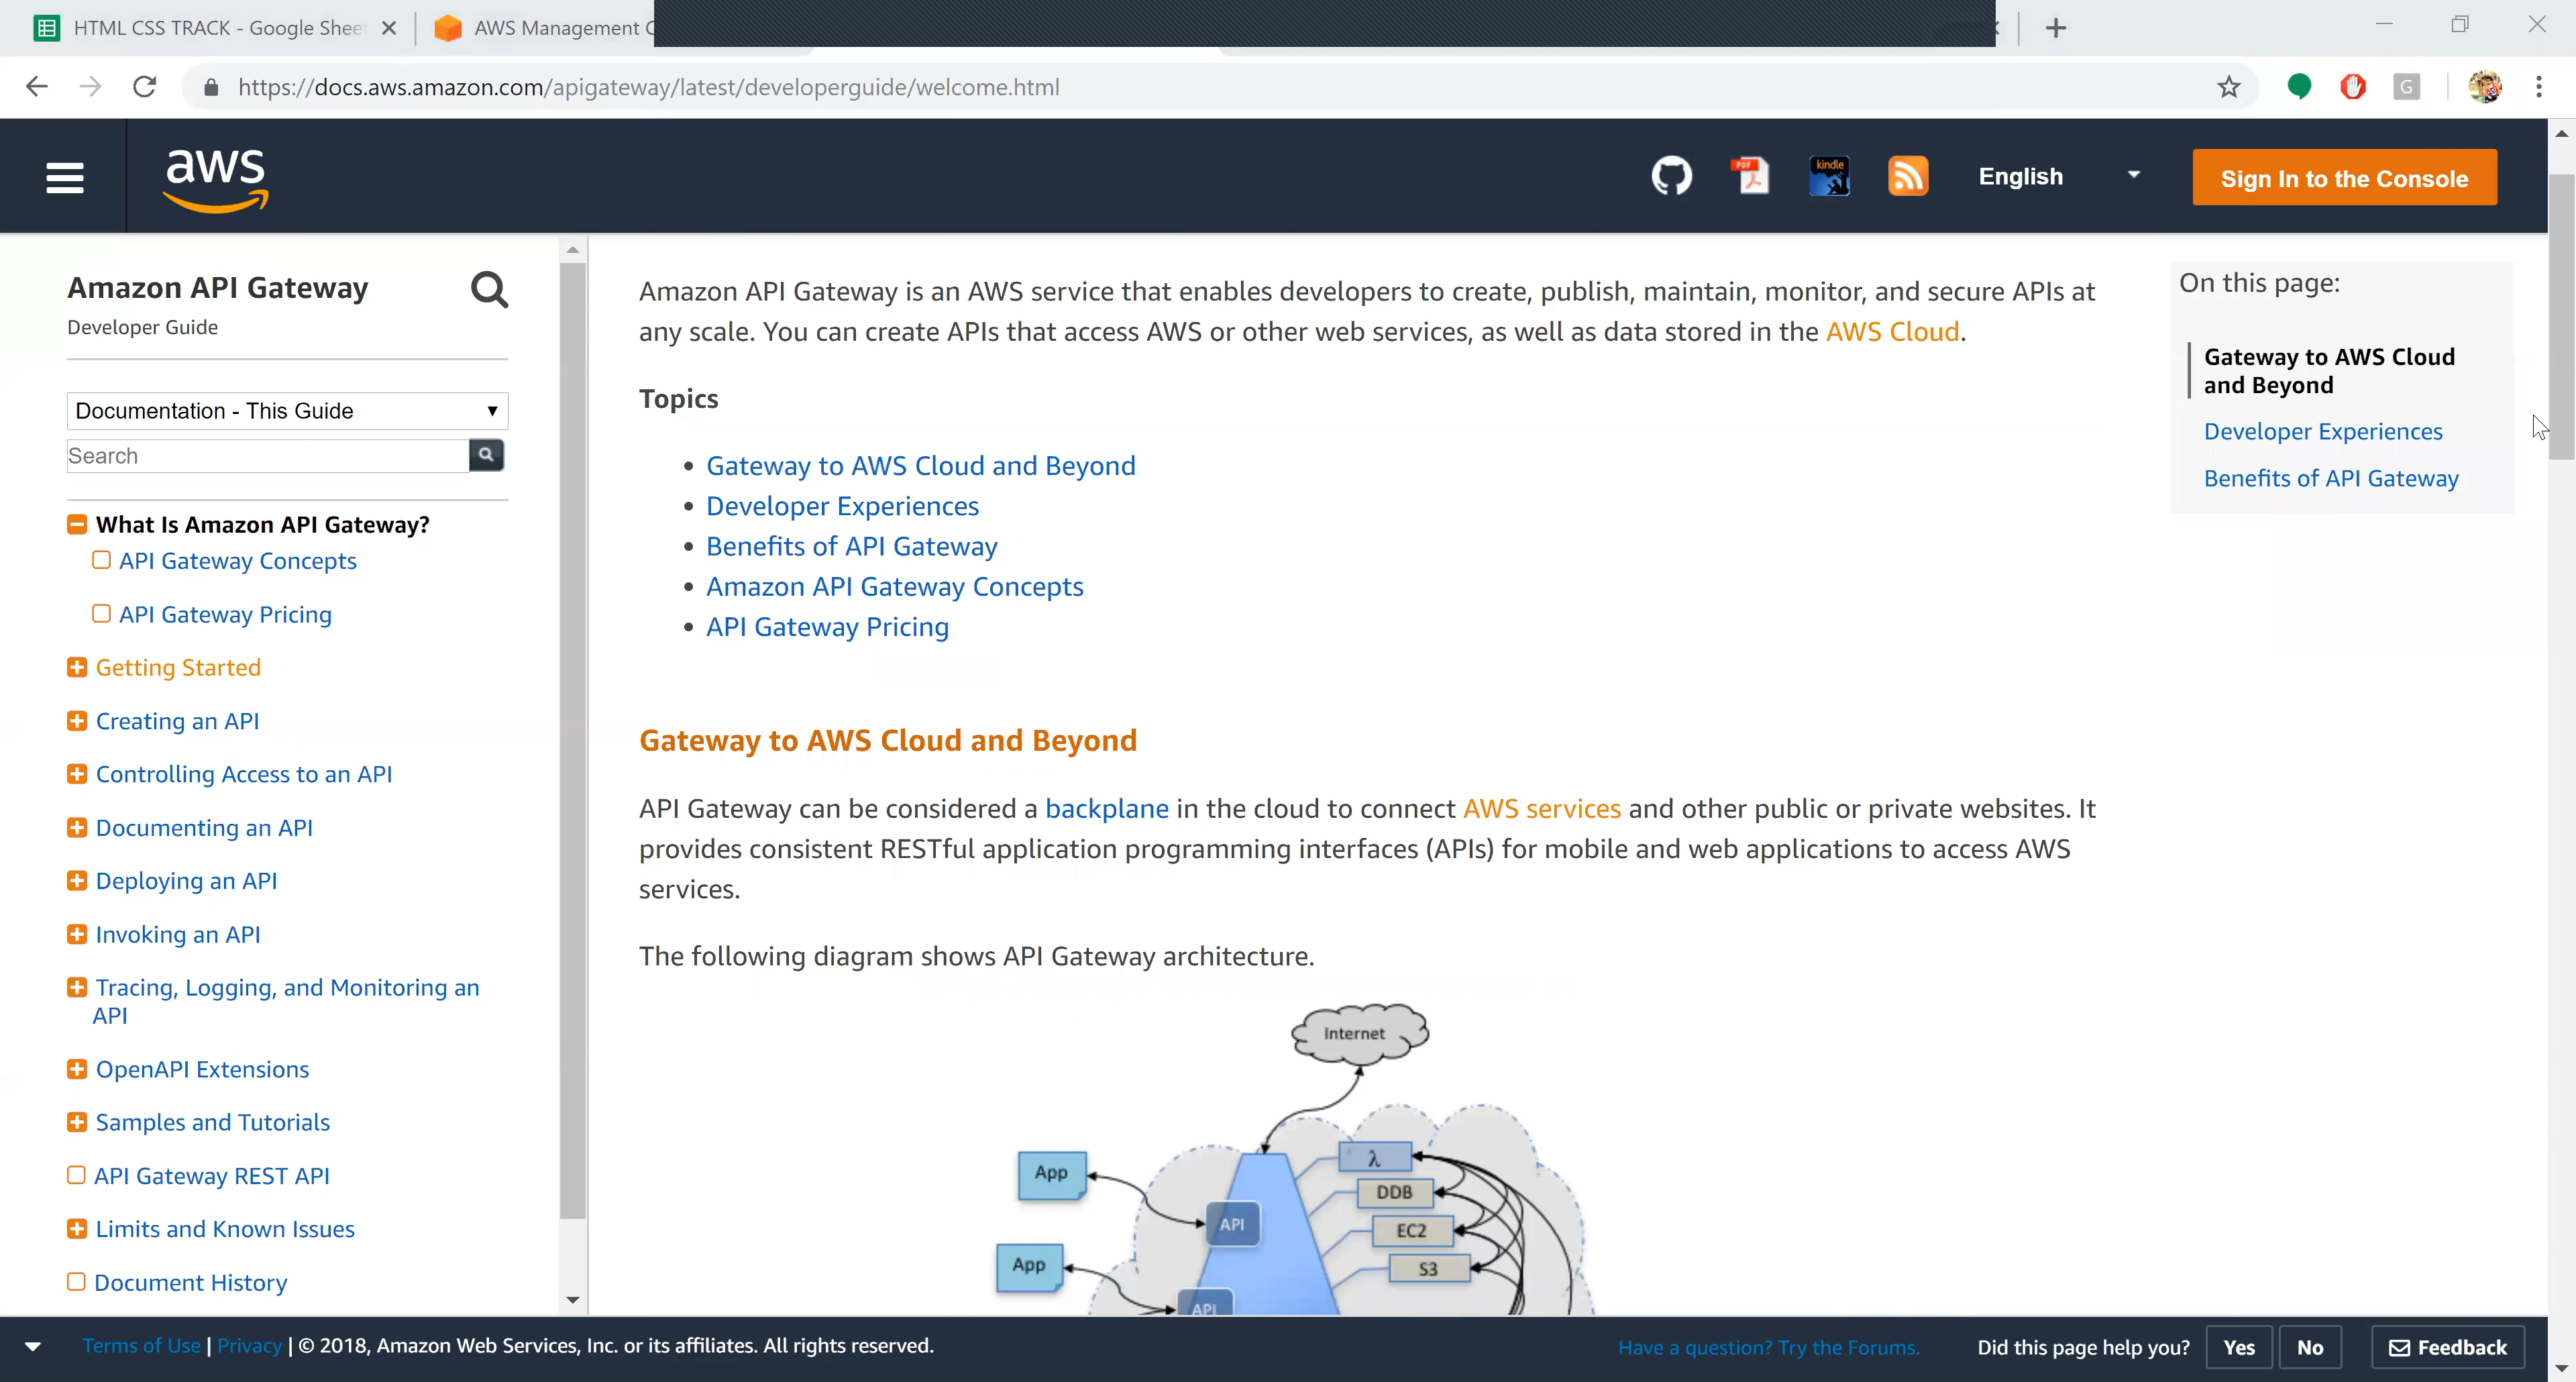 HTML CSS TRACK - Google Shee
AWS Management
https://docs.aws.amazon.com/apigateway/latest/developerguide/welcome.html
G
aws
PDF
kindle
English
Sign In to the Console
Amazon API Gateway
Developer Guide
Documentation - This Guide
Search
What Is Amazon API Gateway?
API Gateway Concepts
API Gateway Pricing
Getting Started
Creating an API
Controlling Access to an API
Documenting an API
Deploying an API
Invoking an API
Tracing, Logging, and Monitoring an
API
OpenAPI Extensions
Samples and Tutorials
API Gateway REST API
Limits and Known Issues
Document History
Amazon API Gateway is an AWS service that enables developers to create, publish, maintain, monitor, and secure APIs at
any scale. You can create APIs that access AWS or other web services, as well as data stored in the AWS Cloud.
Topics
Gateway to AWS Cloud and Beyond
Developer Experiences
Benefits of API Gateway
Amazon API Gateway Concepts
API Gateway Pricing
Gateway to AWS Cloud and Beyond
API Gateway can be considered a backplane in the cloud to connect AWS services and other public or private websites. It
provides consistent RESTful application programming interfaces (APIs) for mobile and web applications to access AWS
services.
The following diagram shows API Gateway architecture.
Internet
App
API
λ
DDB
EC2
S3
App
API
On this page:
Gateway to AWS Cloud
and Beyond
Developer Experiences
Benefits of API Gateway
Terms of Use | Privacy | © 2018, Amazon Web Services, Inc. or its affiliates. All rights reserved.
Have a question? Try the Forums.
Did this page help you?
Yes
No
Feedback